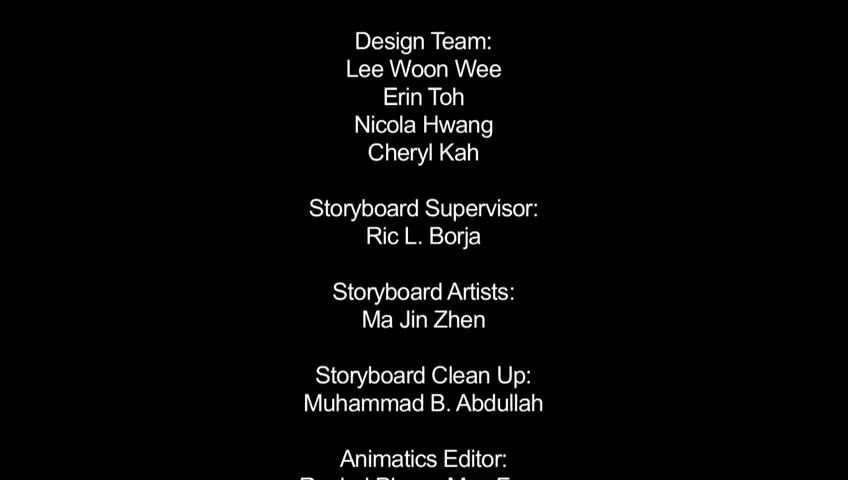 Design Team:
Lee Woon Wee
Erin Toh
Nicola Hwang
Cheryl Kah
Storyboard Supervisor:
Ric L. Borja
Storyboard Artists:
Ma Jin Zhen
Storyboard Clean Up:
Muhammad B. Abdullah
Animatics Editor: